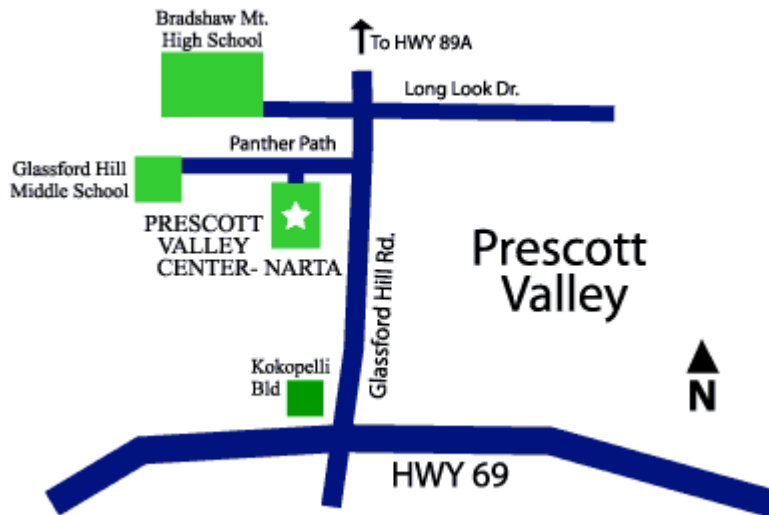 Bradshaw Mt.
High School
To HWY 89A
Long Look Dr.
Panther Path
Glassford Hill
Middle School
PRESCOTT
VALLEY
CENTER- NARTA
Glassford Hill Rd.
Prescott
Valley
Kokopelli
Bld
N
HWY 69